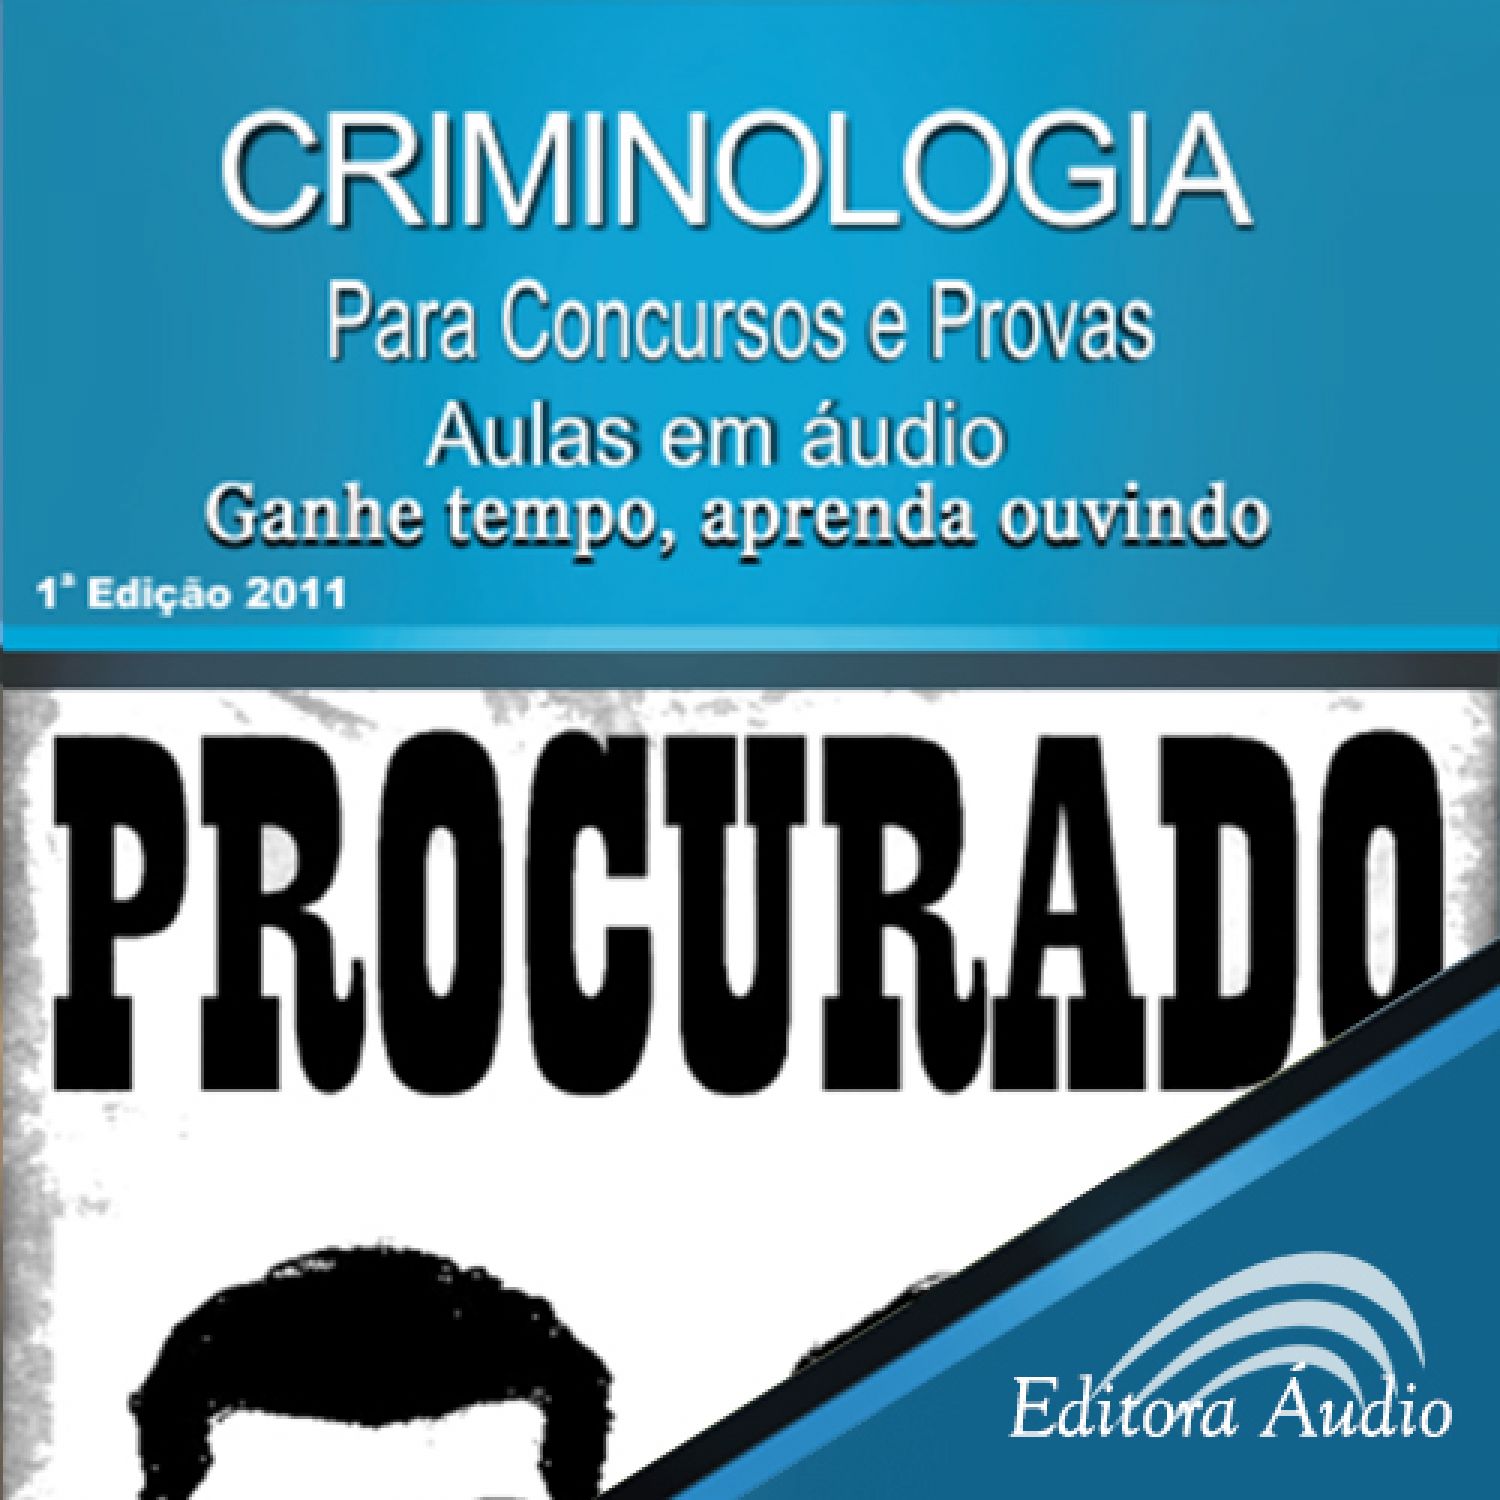 CRIMINOLOGIA
Para Concursos e Provas
Aulas em áudio
Ganhe tempo, aprenda ouvindo
1ª Edição 2011
PROCURADO
Editora Áudio